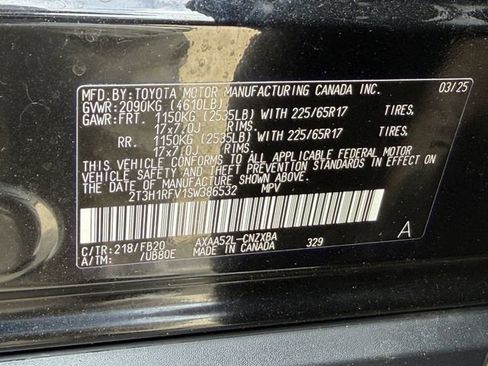 MFD.BY:TOYOTA MOTOR MANUFACTURING CANADA INC. 03/25
GVWR:2090KG (4610LB)
GAWR:FRT. 1150KG (2535LB) WITH 225/65R17 TIRES,
17x7.0J RIMS.
RR. 1150KG (2535LB) WITH 225/65R17 TIRES,
17x7.0J RIMS.
THIS VEHICLE CONFORMS TO ALL APPLICABLE FEDERAL MOTOR
VEHICLE SAFETY AND THEFT PREVENTION STANDARDS IN EFFECT
ON THE DATE OF MANUFACTURE SHOWN ABOVE.
2T3H1RFV1SW386532 MPV
C/TR:218/FB20 AXAA52L-CNZXBA 329 A
A/TM: /UB80E MADE IN CANADA